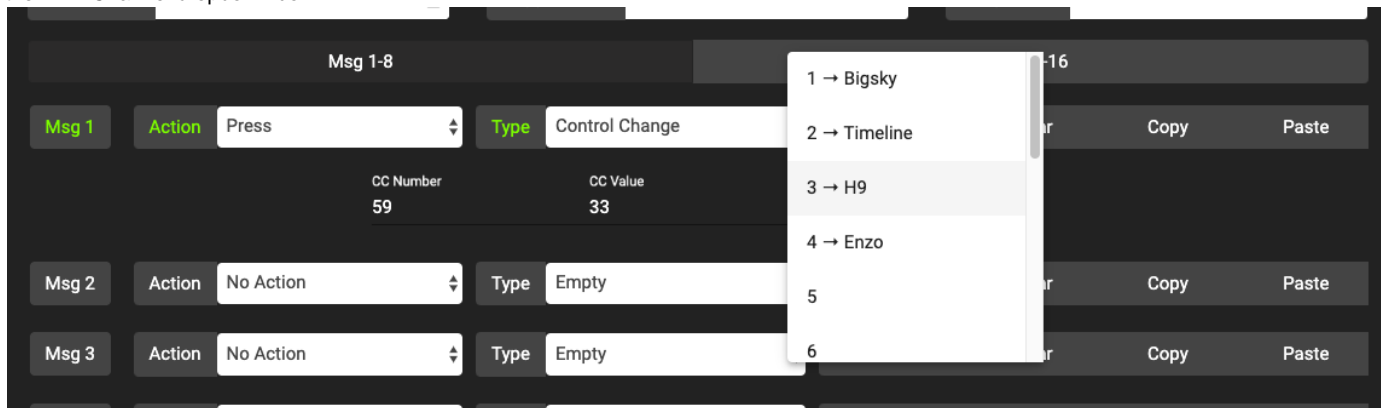 Msg 1-8
-16
Msg 1 Action Press Type Control Change Copy Paste
CC Number CC Value
59 33
1 → Bigsky
2 → Timeline
3 → H9
4 → Enzo
5
6
Msg 2 Action No Action Type Empty Copy Paste
Msg 3 Action No Action Type Empty Copy Paste